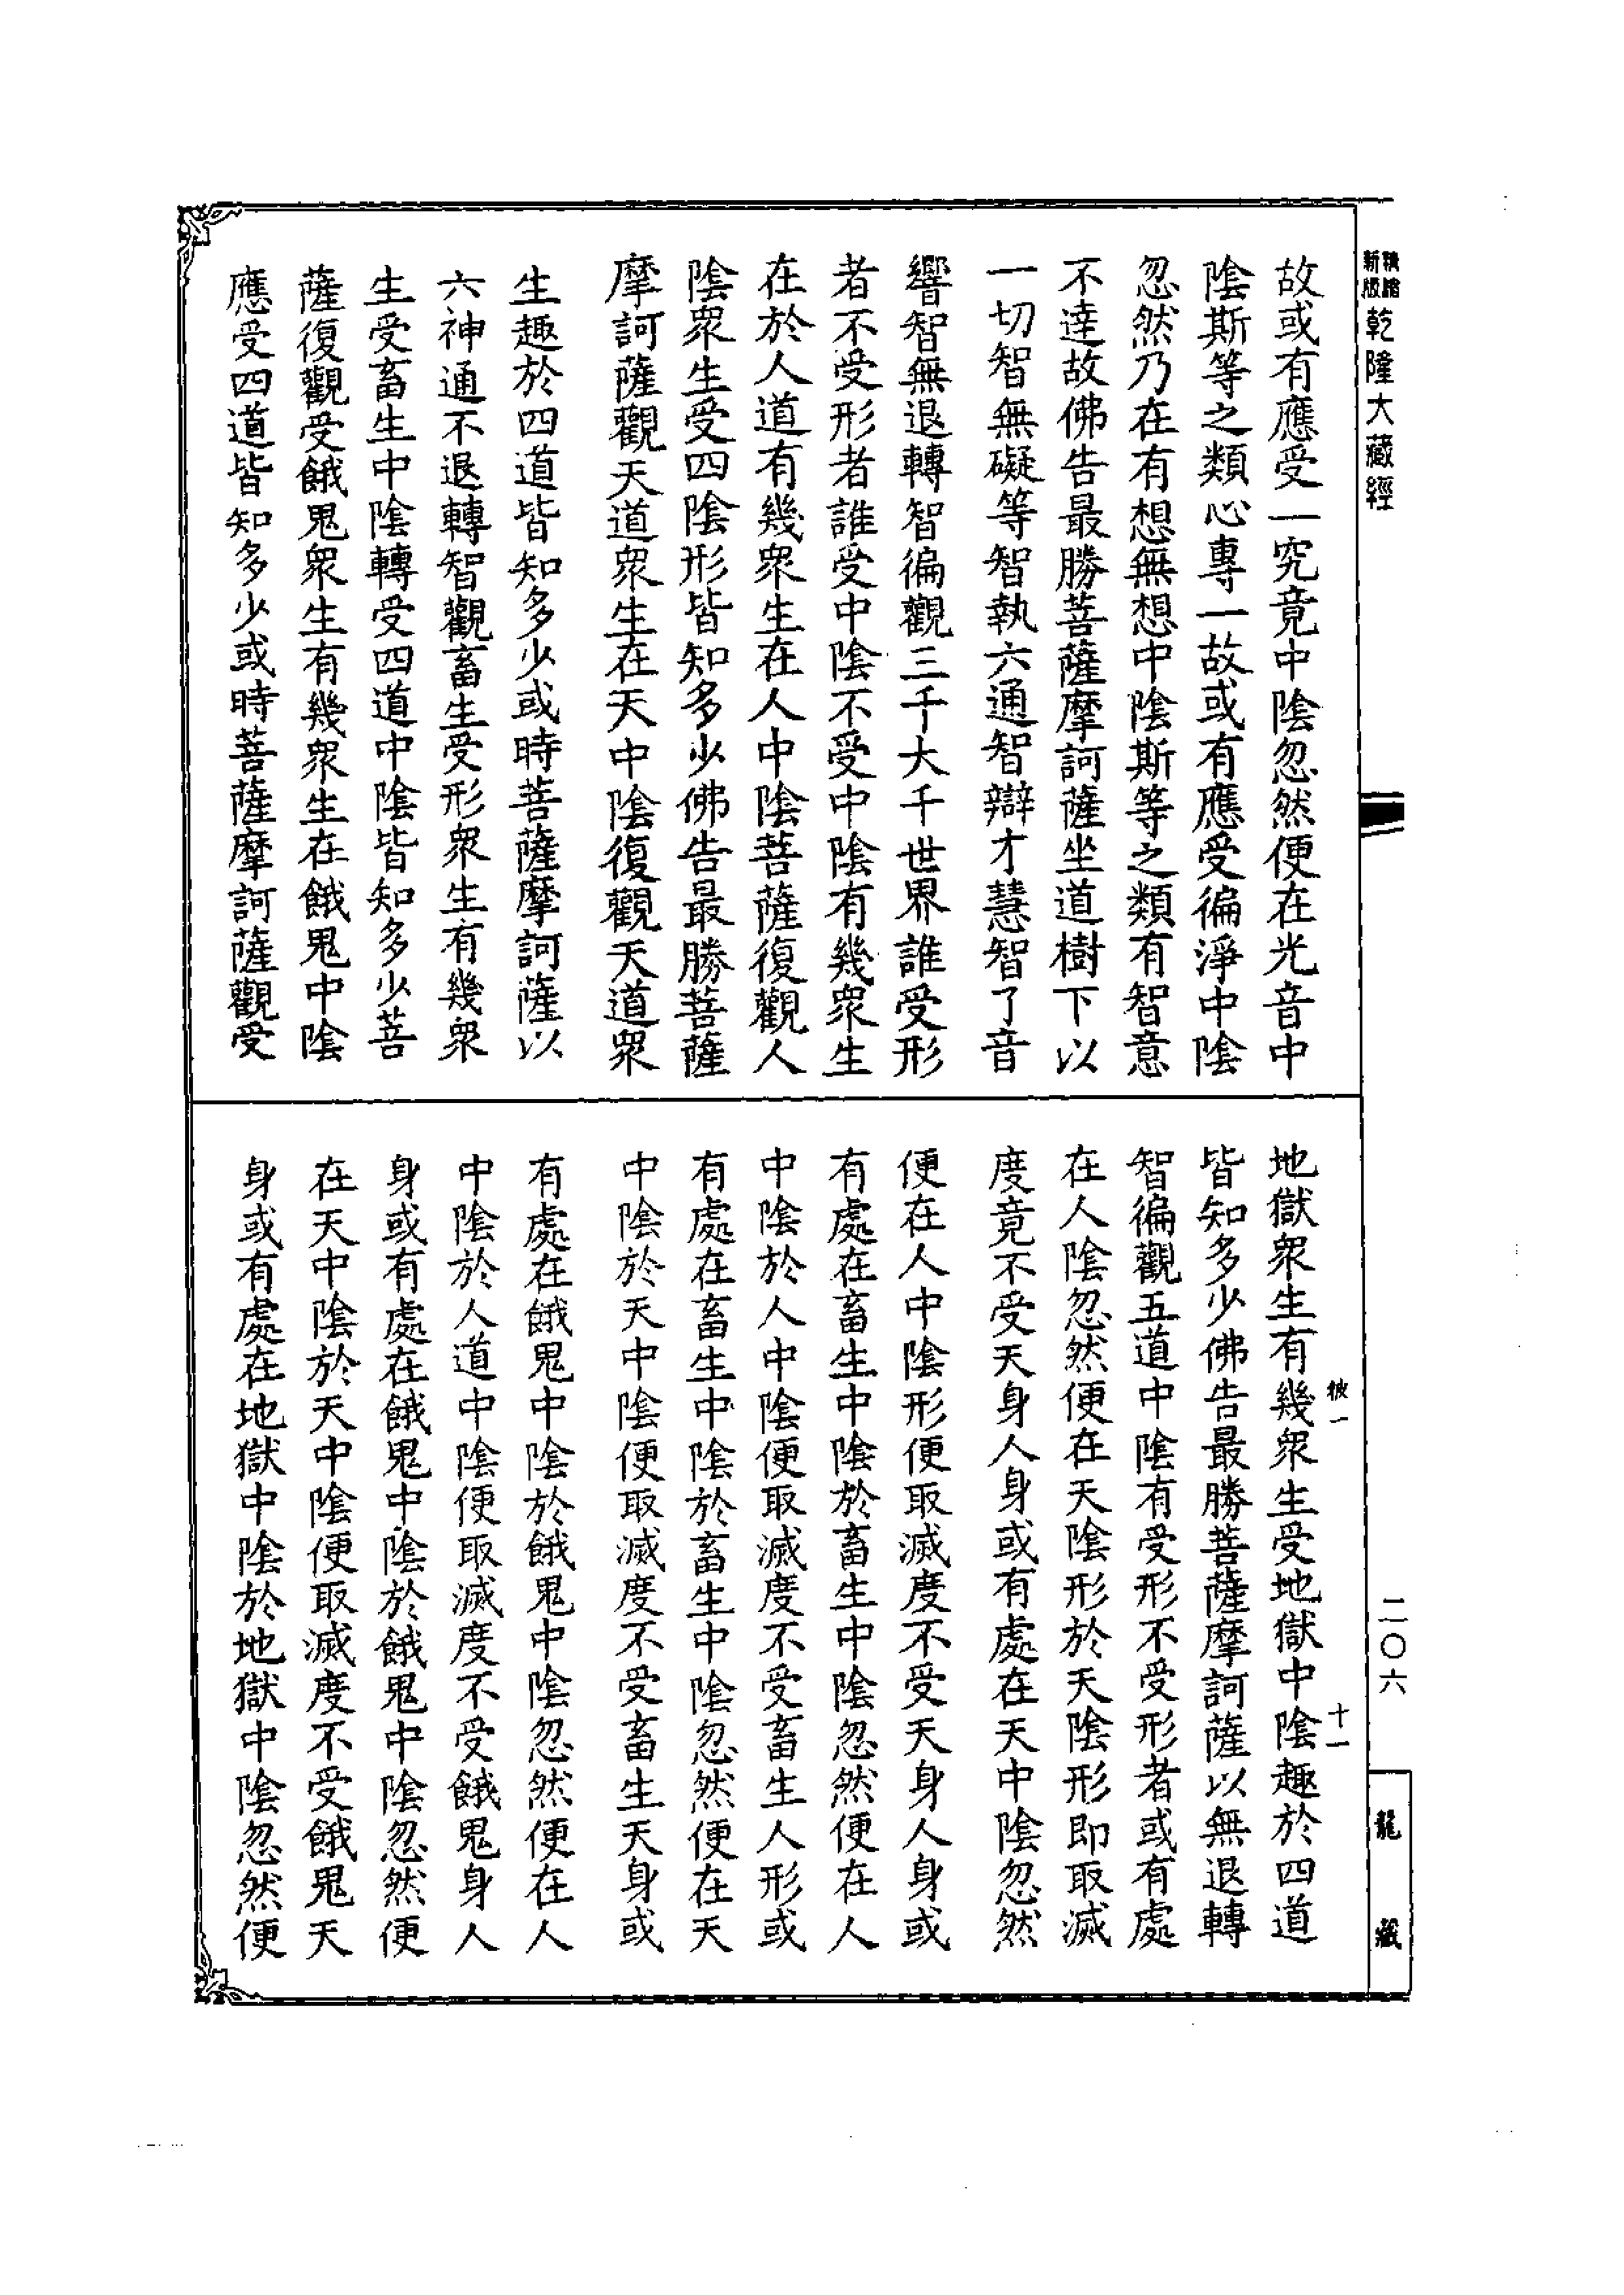 精縮新版乾隆大藏經
故或有應受一究竟中陰忽然便在光音中
陰斯等之類心專一故或有應受徧淨中陰
忽然乃在有想無想中陰斯等之類有智意
不達故佛告最勝菩薩摩訶薩坐道樹下以
一切智無礙等智執六通智辯才慧智了音
響智無退轉智徧觀三千大千世界誰受形
者不受形者誰受中陰不受中陰有幾眾生
在於人道有幾眾生在人中陰菩薩復觀人
陰眾生受四陰形皆知多少佛告最勝菩薩
摩訶薩觀天道眾生在天中陰復觀天道眾
生趣於四道皆知多少或時菩薩摩訶薩以
六神通不退轉智觀畜生受形眾生有幾眾
生受畜生中陰轉受四道中陰皆知多少菩
薩復觀受餓鬼眾生有幾眾生在餓鬼中陰
應受四道皆知多少或時菩薩摩訶薩觀受
地獄眾生有幾眾生受地獄中陰趣於四道
皆知多少佛告最勝菩薩摩訶薩以無退轉
智徧觀五道中陰有受形不受形者或有處
在人陰忽然便在天陰形於天陰形即取滅
度竟不受天身人身或有處在天中陰忽然
便在人中陰形便取滅度不受天身人身或
有處在畜生中陰於畜生中陰忽然便在人
中陰於人中陰便取滅度不受畜生人形或
有處在畜生中陰於畜生中陰忽然便在天
中陰於天中陰便取滅度不受畜生天身或
有處在餓鬼中陰於餓鬼中陰忽然便在人
中陰於人道中陰便取滅度不受餓鬼身人
身或有處在餓鬼中陰於餓鬼中陰忽然便
在天中陰於天中陰便取滅度不受餓鬼天
身或有處在地獄中陰於地獄中陰忽然便
彼一
十一
二〇六
龍藏